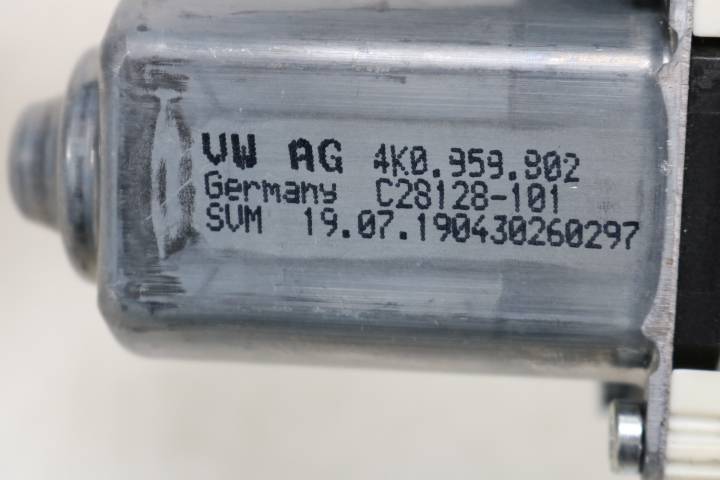 VW AG 4K0.959.802
Germany C28128-101
SVM 19.07.190430260297